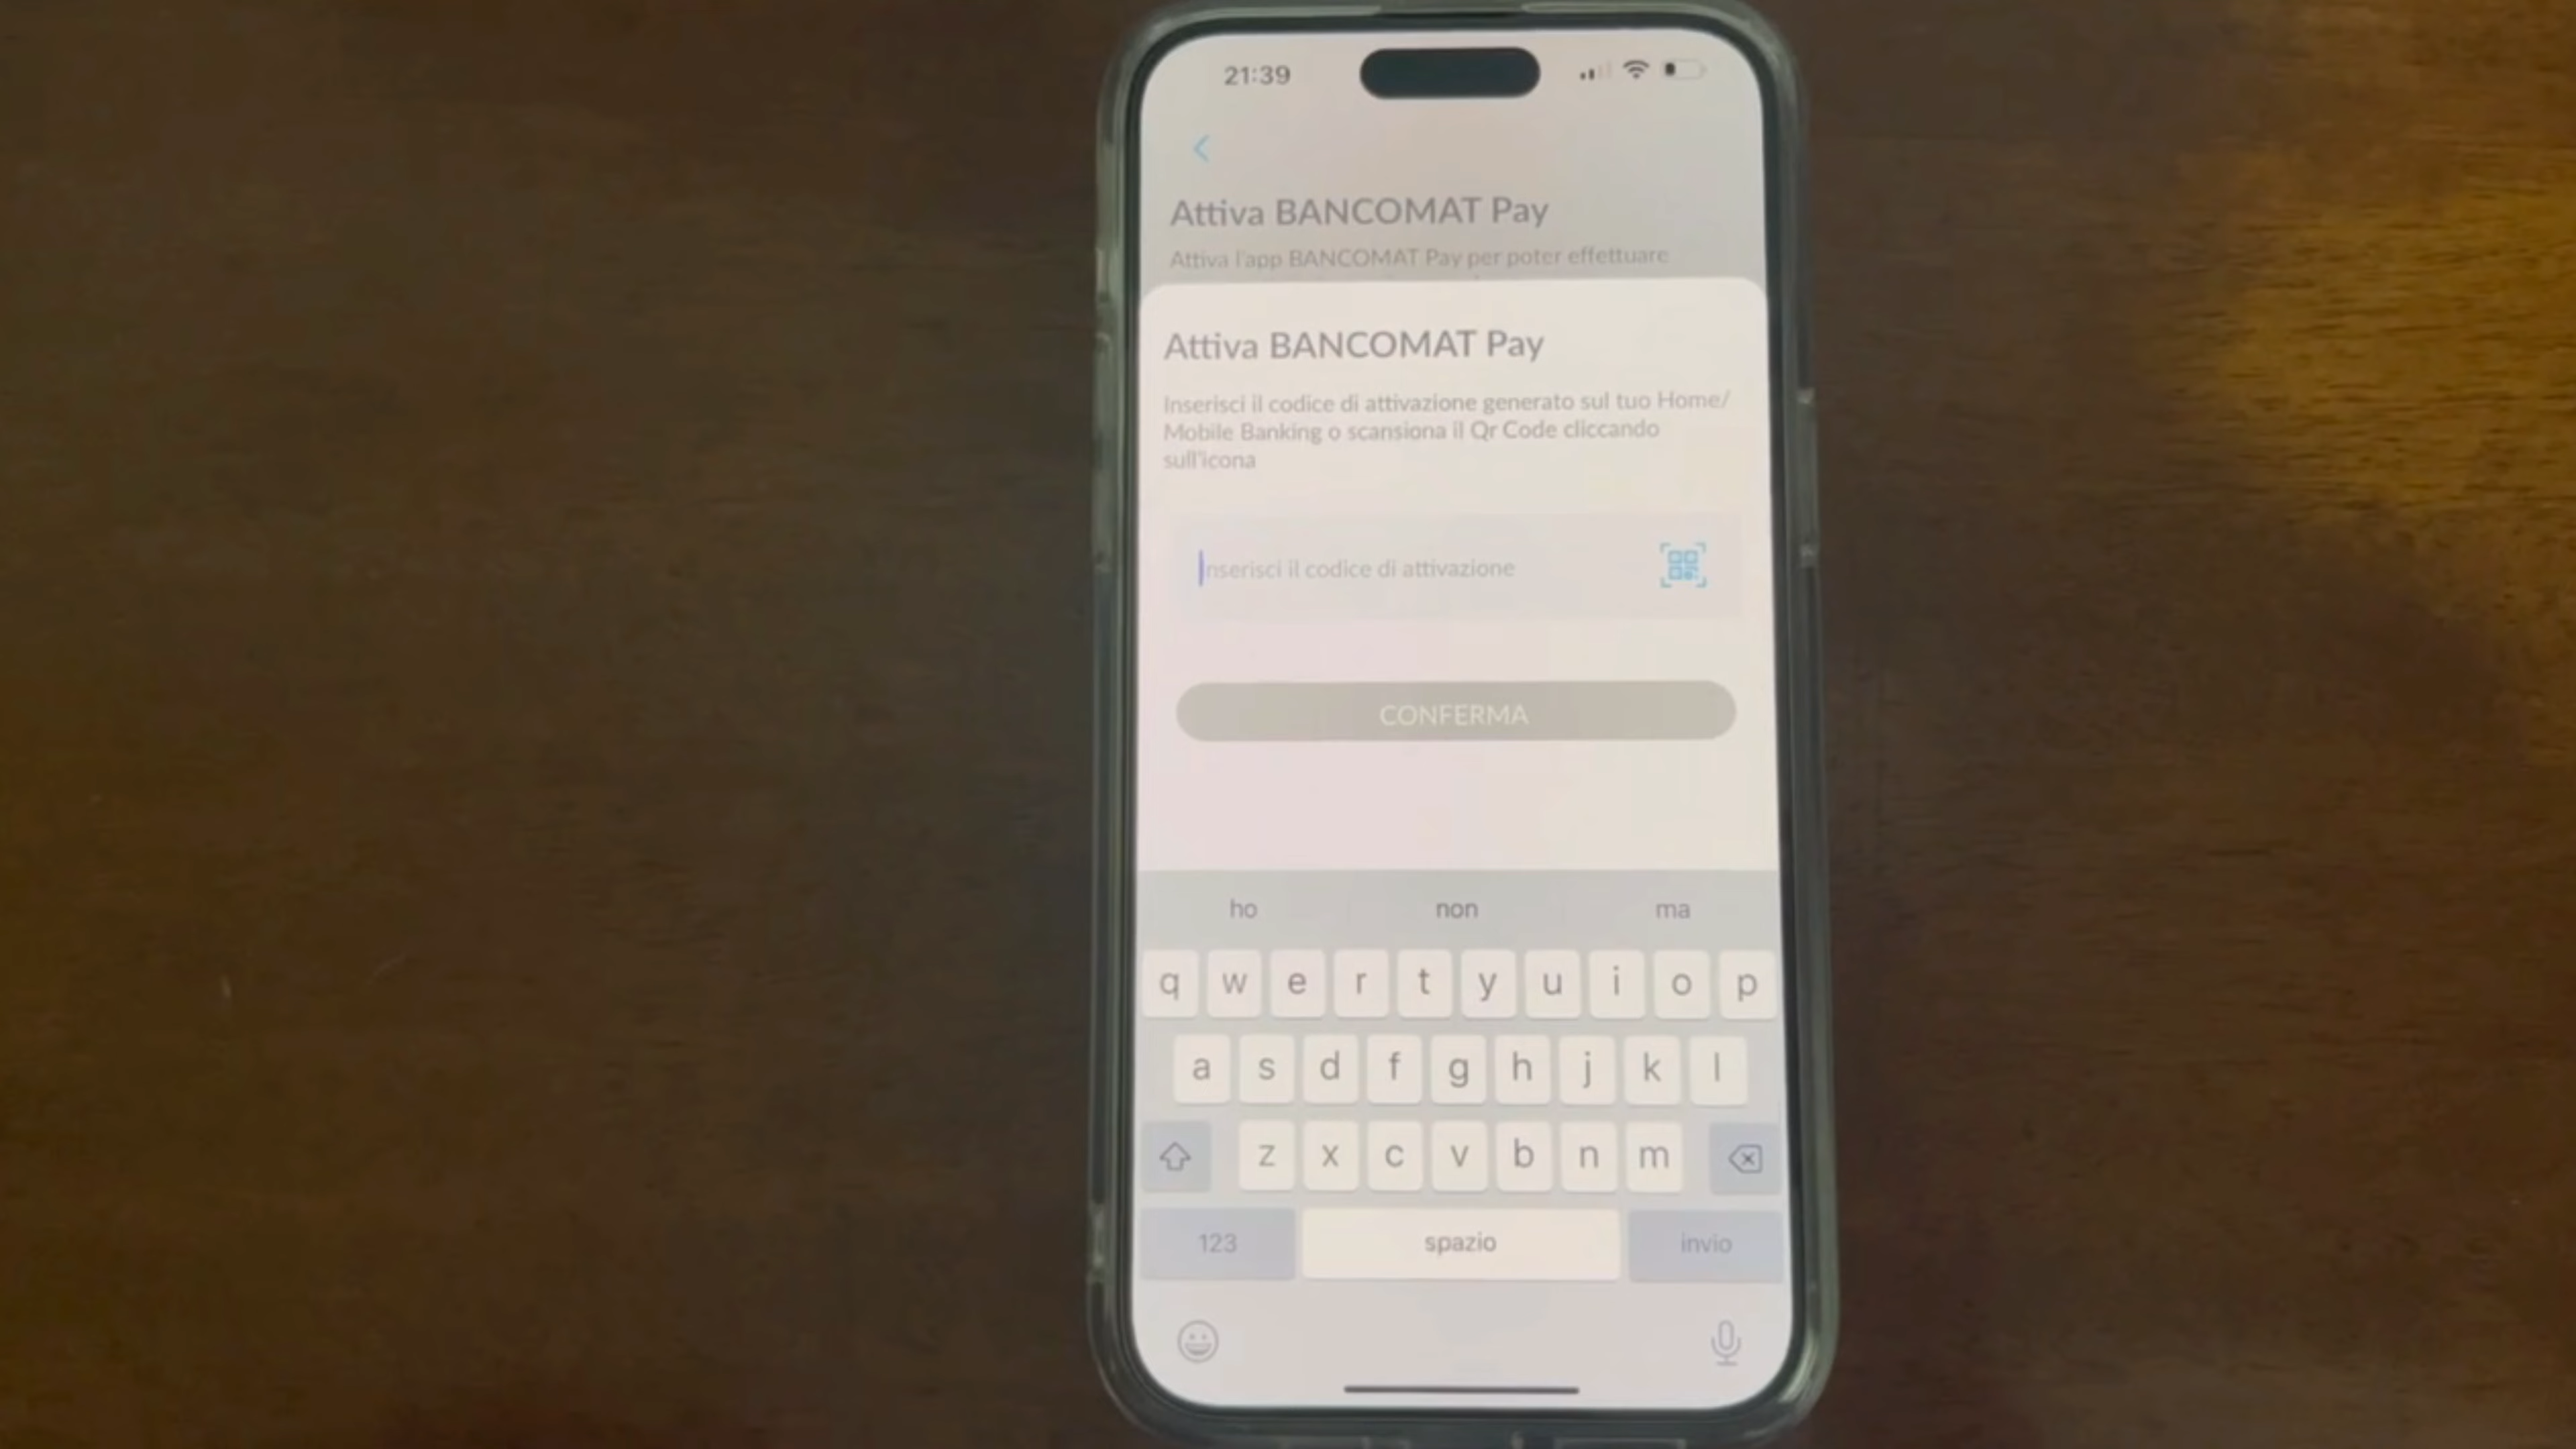 21:39
Attiva BANCOMAT Pay
Attiva l'app BANCOMAT Pay per poter effettuare
Attiva BANCOMAT Pay
Inserisci il codice di attivazione generato sul tuo Home/
Mobile Banking o scansiona il Qr Code cliccando
sull'icona
Inserisci il codice di attivazione
CONFERMA
ho non ma
q w e r t y u i o p
a s d f g h j k l
z x c v b n m
123 spazio invio